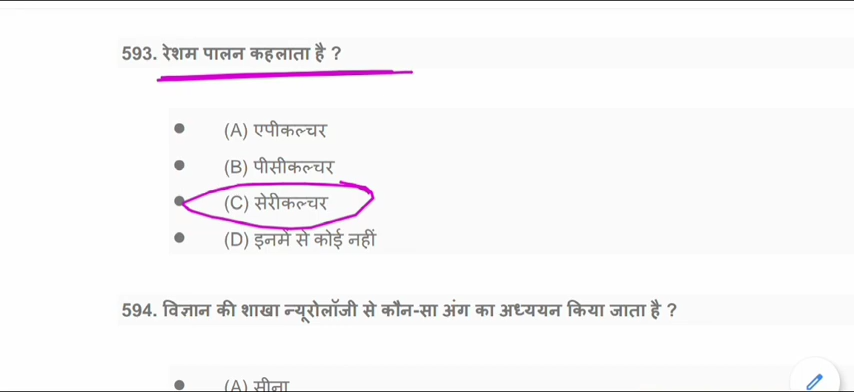 593. रेशम पालन कहलाता है ?
(A) एपीकल्चर
(B) पीसीकल्चर
(C) सेरीकल्चर
(D) इनमें से कोई नहीं
594. विज्ञान की शाखा न्यूरोलॉजी से कौन-सा अंग का अध्ययन किया जाता है ?
(A) सीना